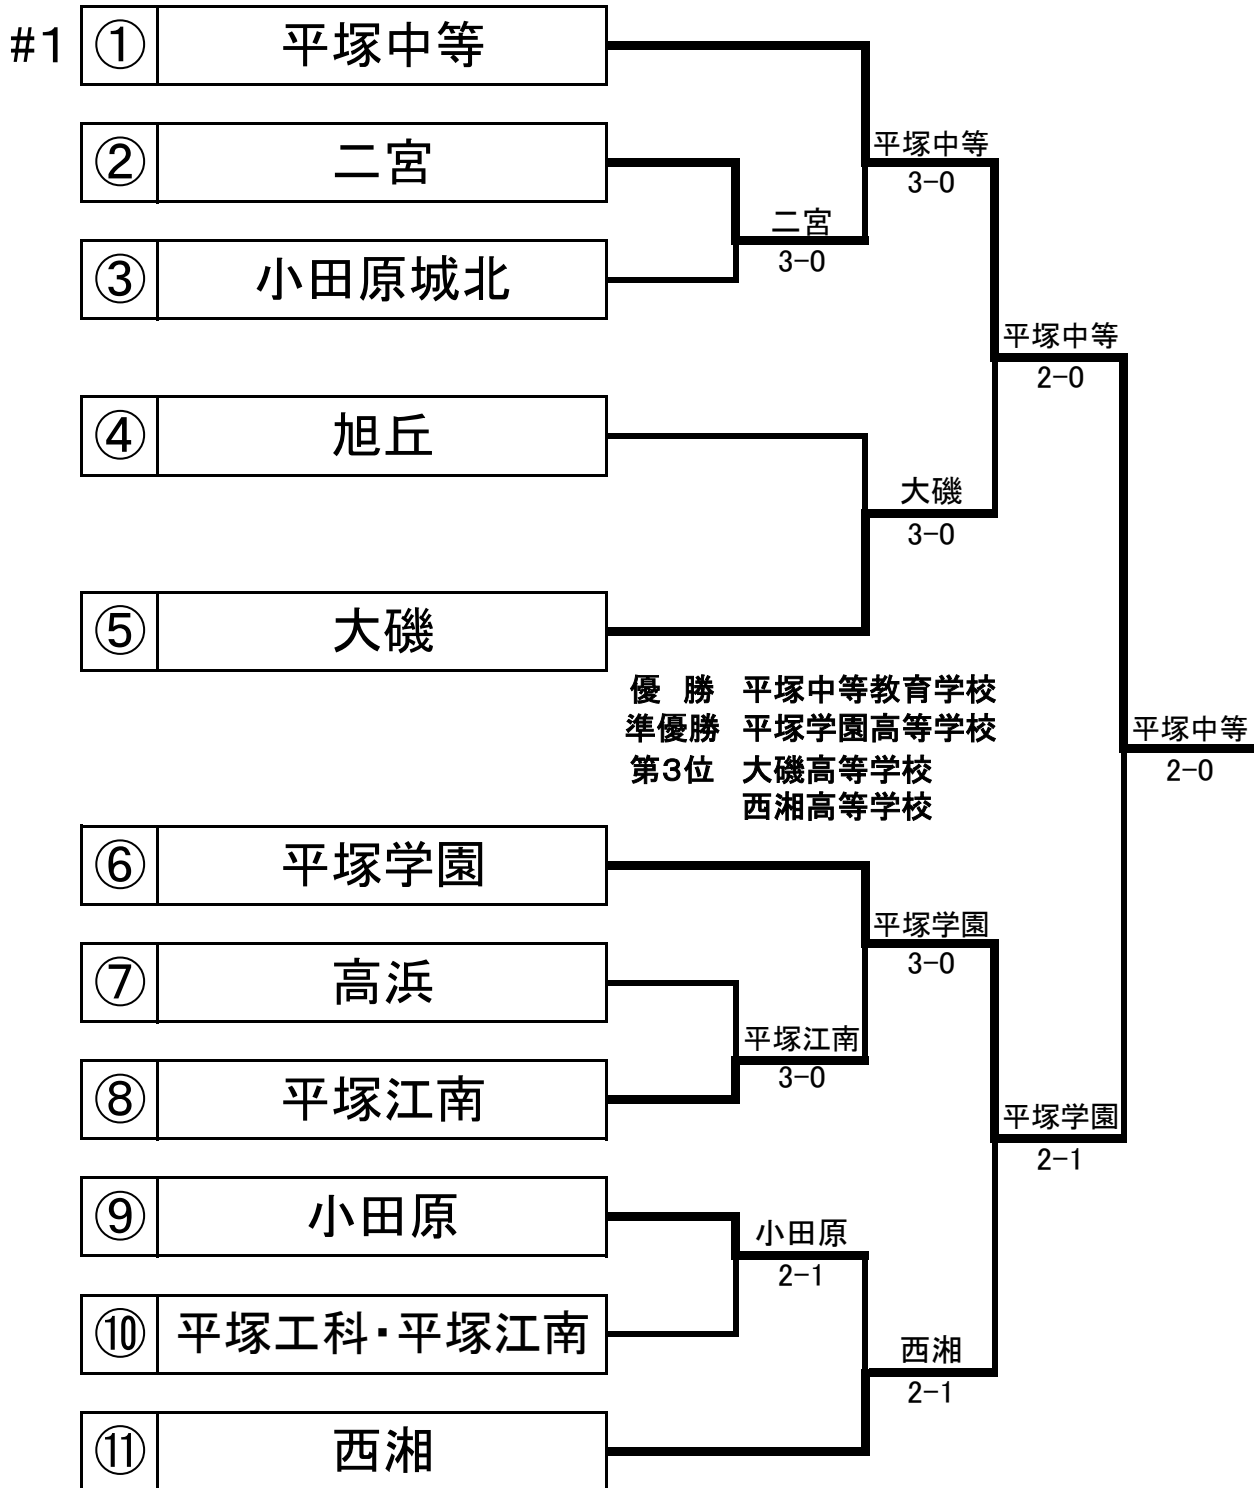 #1 ① 平塚中等
② 二宮
平塚中等
3-0
二宮
3-0
③ 小田原城北
平塚中等
2-0
④ 旭丘
大磯
3-0
⑤ 大磯
優　勝　平塚中等教育学校
準優勝　平塚学園高等学校
第3位　大磯高等学校
西湘高等学校
平塚中等
2-0
⑥ 平塚学園
平塚学園
3-0
⑦ 高浜
平塚江南
3-0
⑧ 平塚江南
平塚学園
2-1
⑨ 小田原
小田原
2-1
⑩ 平塚工科・平塚江南
西湘
2-1
⑪ 西湘